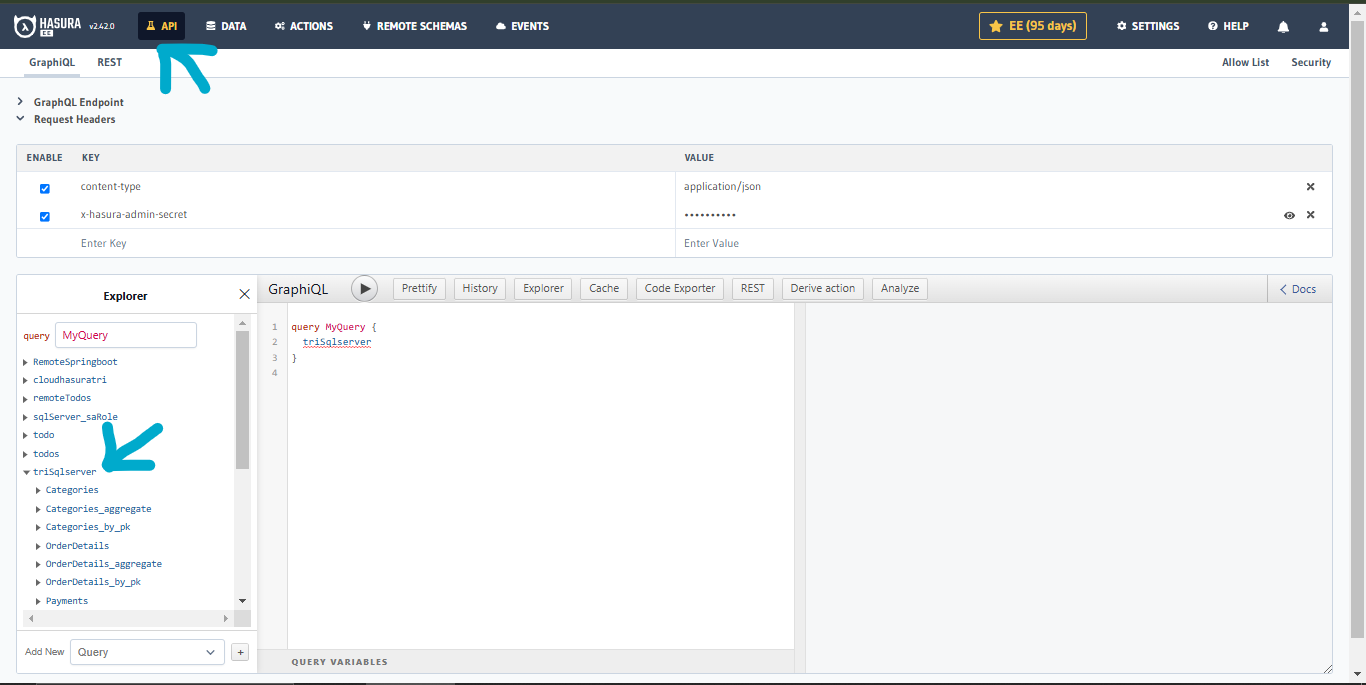 HASURA EE v2.42.0 API DATA ACTIONS REMOTE SCHEMAS EVENTS EE (95 days) SETTINGS HELP
GraphiQL REST Allow List Security
GraphQL Endpoint
Request Headers
ENABLE KEY VALUE
content-type application/json
x-hasura-admin-secret ••••••••••
Enter Key Enter Value
Explorer
GraphiQL Prettify History Explorer Cache Code Exporter REST Derive action Analyze Docs
query MyQuery
RemoteSpringboot
cloudhasuratri
remoteTodos
sqlServer_saRole
todo
todos
triSqlserver
Categories
Categories_aggregate
Categories_by_pk
OrderDetails
OrderDetails_aggregate
OrderDetails_by_pk
Payments
Add New Query +
1 query MyQuery {
2 triSqlserver
3 }
4
QUERY VARIABLES